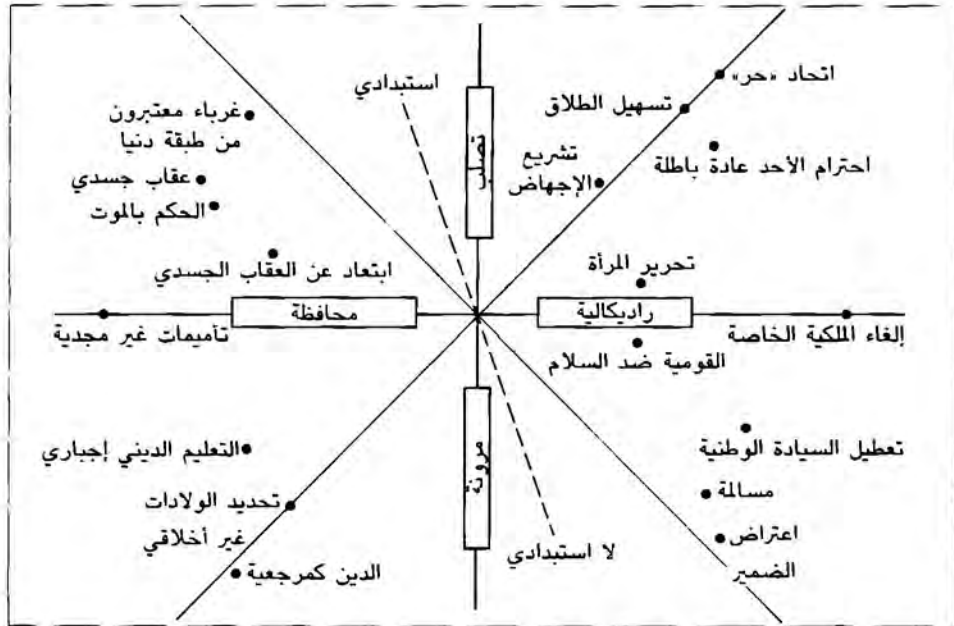 اتحاد «حر»
تسهيل الطلاق
احترام الأحد عادة باطلة
تشريع
الإجهاض
استبدادي
تصلب
غرباء معتبرون
من طبقة دنيا
عقاب جسدي
الحكم بالموت
ابتعاد عن العقاب الجسدي
تحرير المرأة
راديكالية
محافظة
إلغاء الملكية الخاصة
تأميمات غير مجدية
القومية ضد السلام
مرونة
تعطيل السيادة الوطنية
مسالمة
اعتراض
الضمير
لا استبدادي
التعليم الديني إجباري
تحديد الولادات
غير أخلاقي
الدين كمرجعية